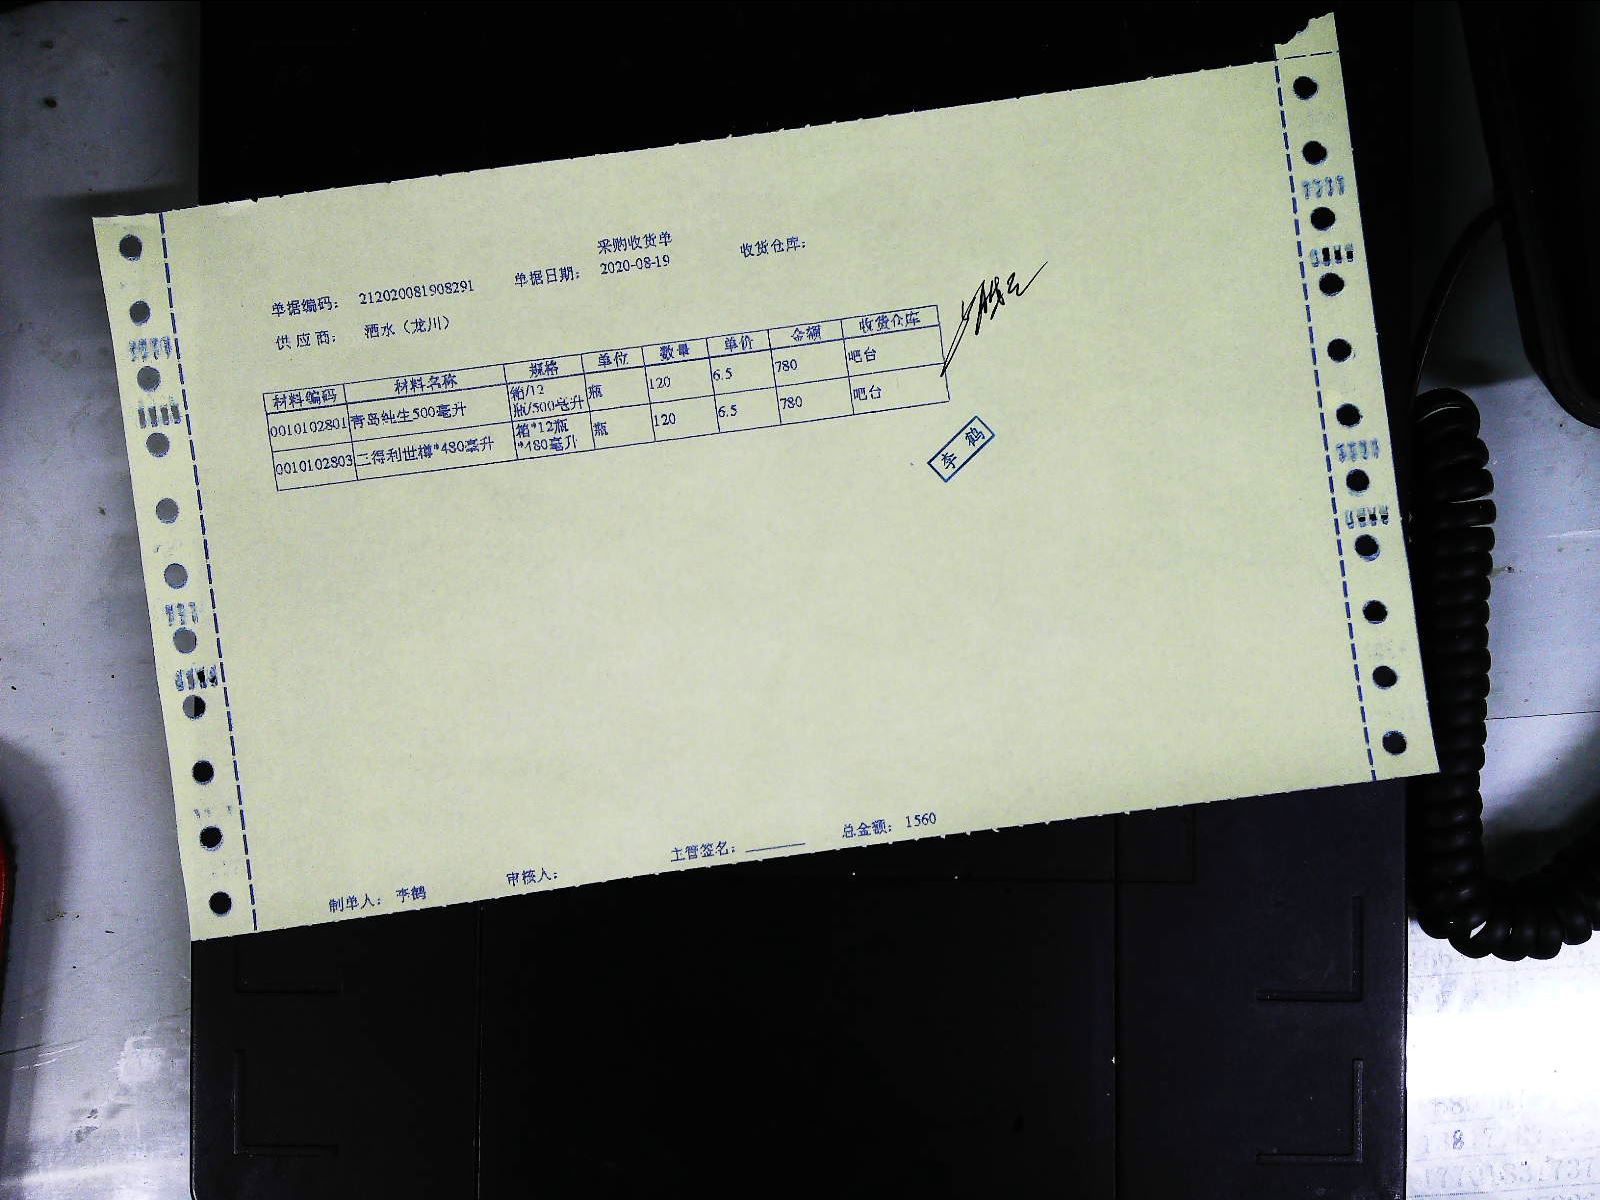 采购收货单
单据编码： 212020081908291 单据日期： 2020-08-19 收货仓库：
供应商： 酒水（龙川）
材料编码 材料名称 规格 单位 数量 单价 金额 收货仓库
0010102801 青岛纯生500毫升 箱/12瓶/500毫升 瓶 120 6.5 780 吧台
0010102803 三得利世樽*480毫升 箱*12瓶*480毫升 瓶 120 6.5 780 吧台
李鹤
制单人： 李鹤 审核人： 主管签名： 总金额： 1560